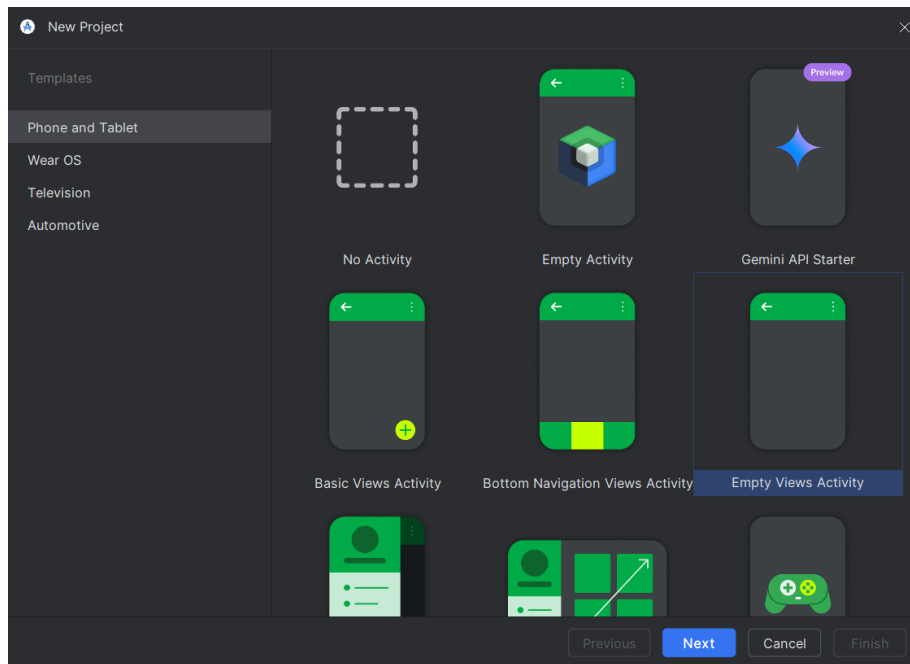 New Project
Templates
Phone and Tablet
Wear OS
Television
Automotive
Preview
No Activity
Empty Activity
Gemini API Starter
Basic Views Activity
Bottom Navigation Views Activity
Empty Views Activity
Previous
Next
Cancel
Finish